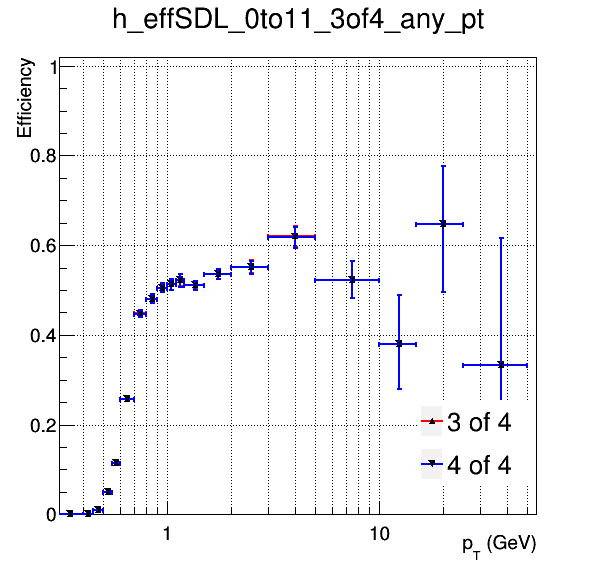 h_effSDL_0to11_3of4_any_pt
Efficiency
1
0.8
0.6
0.4
0.2
0
1
10
p_T (GeV)
3 of 4
4 of 4